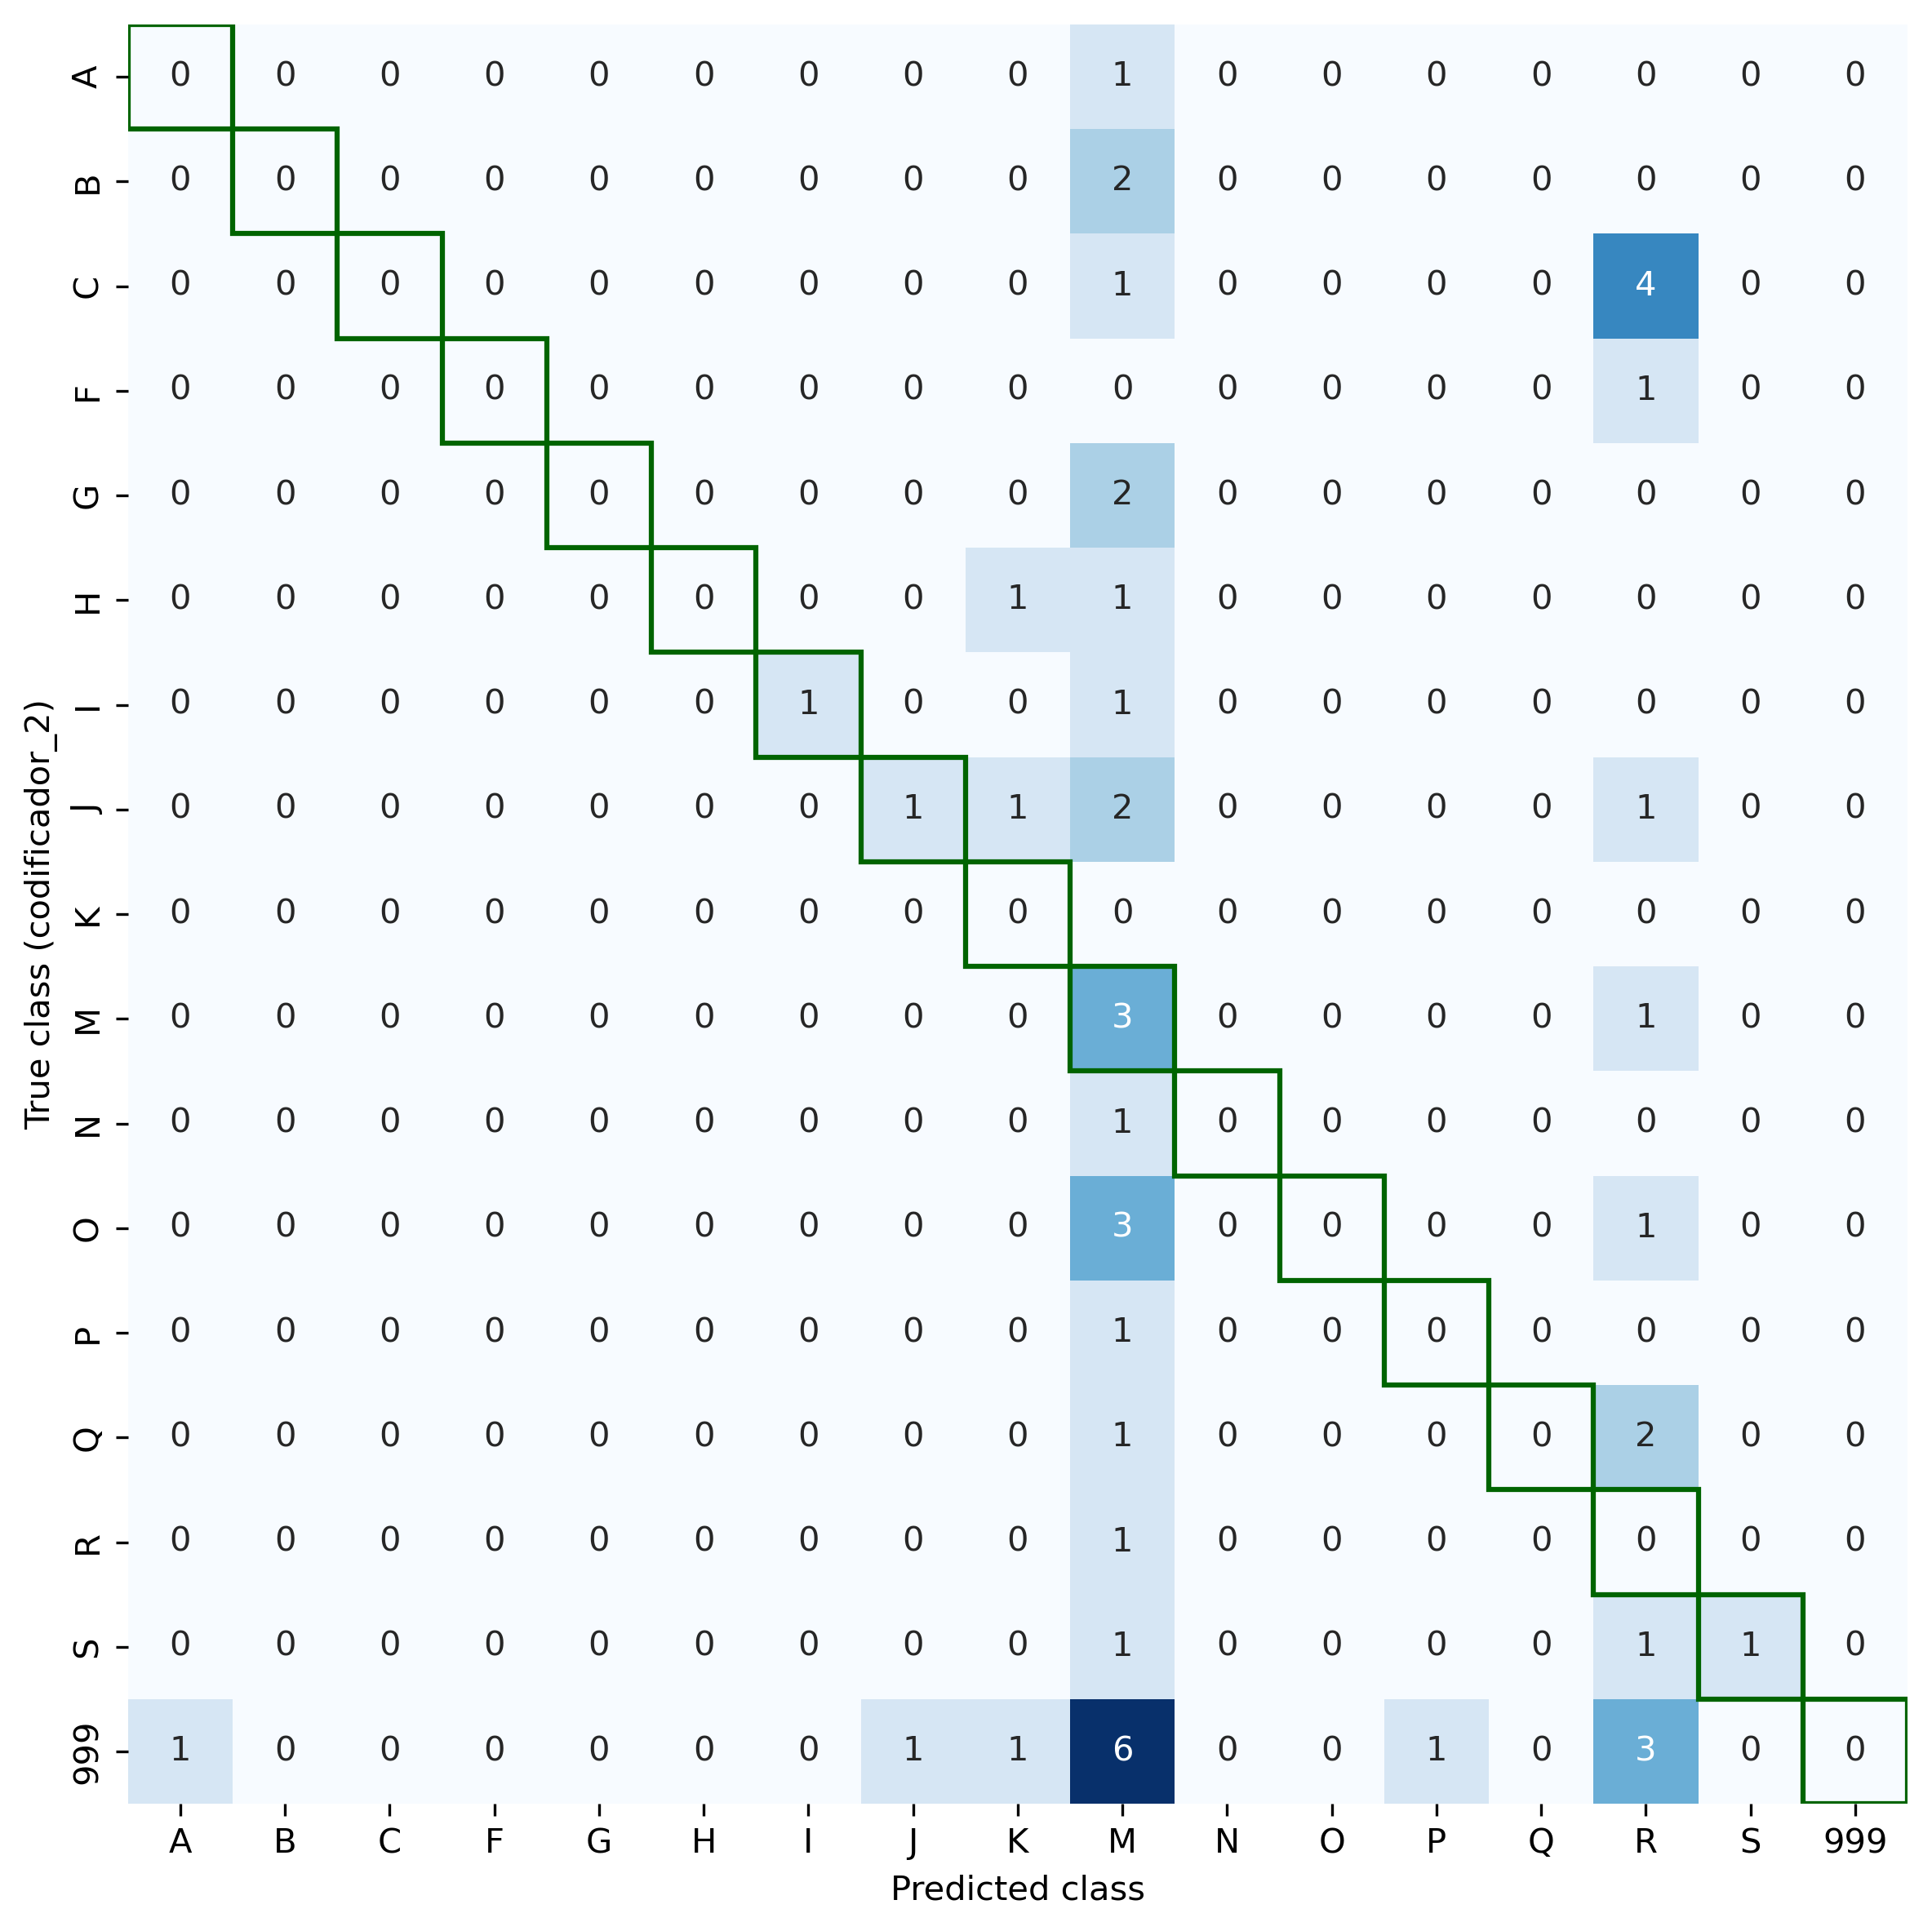 True class (codificador_2)
A 0 0 0 0 0 0 0 0 0 1 0 0 0 0 0 0 0
B 0 0 0 0 0 0 0 0 0 2 0 0 0 0 0 0 0
C 0 0 0 0 0 0 0 0 0 1 0 0 0 0 4 0 0
F 0 0 0 0 0 0 0 0 0 0 0 0 0 0 1 0 0
G 0 0 0 0 0 0 0 0 0 2 0 0 0 0 0 0 0
H 0 0 0 0 0 0 0 0 1 1 0 0 0 0 0 0 0
I 0 0 0 0 0 0 1 0 0 1 0 0 0 0 0 0 0
J 0 0 0 0 0 0 0 1 1 2 0 0 0 0 1 0 0
K 0 0 0 0 0 0 0 0 0 0 0 0 0 0 0 0 0
M 0 0 0 0 0 0 0 0 0 3 0 0 0 0 1 0 0
N 0 0 0 0 0 0 0 0 0 1 0 0 0 0 0 0 0
O 0 0 0 0 0 0 0 0 0 3 0 0 0 0 1 0 0
P 0 0 0 0 0 0 0 0 0 1 0 0 0 0 0 0 0
Q 0 0 0 0 0 0 0 0 0 1 0 0 0 0 2 0 0
R 0 0 0 0 0 0 0 0 0 1 0 0 0 0 0 0 0
S 0 0 0 0 0 0 0 0 0 1 0 0 0 0 1 1 0
999 1 0 0 0 0 0 0 1 1 6 0 0 1 0 3 0 0
A B C F G H I J K M N O P Q R S 999
Predicted class